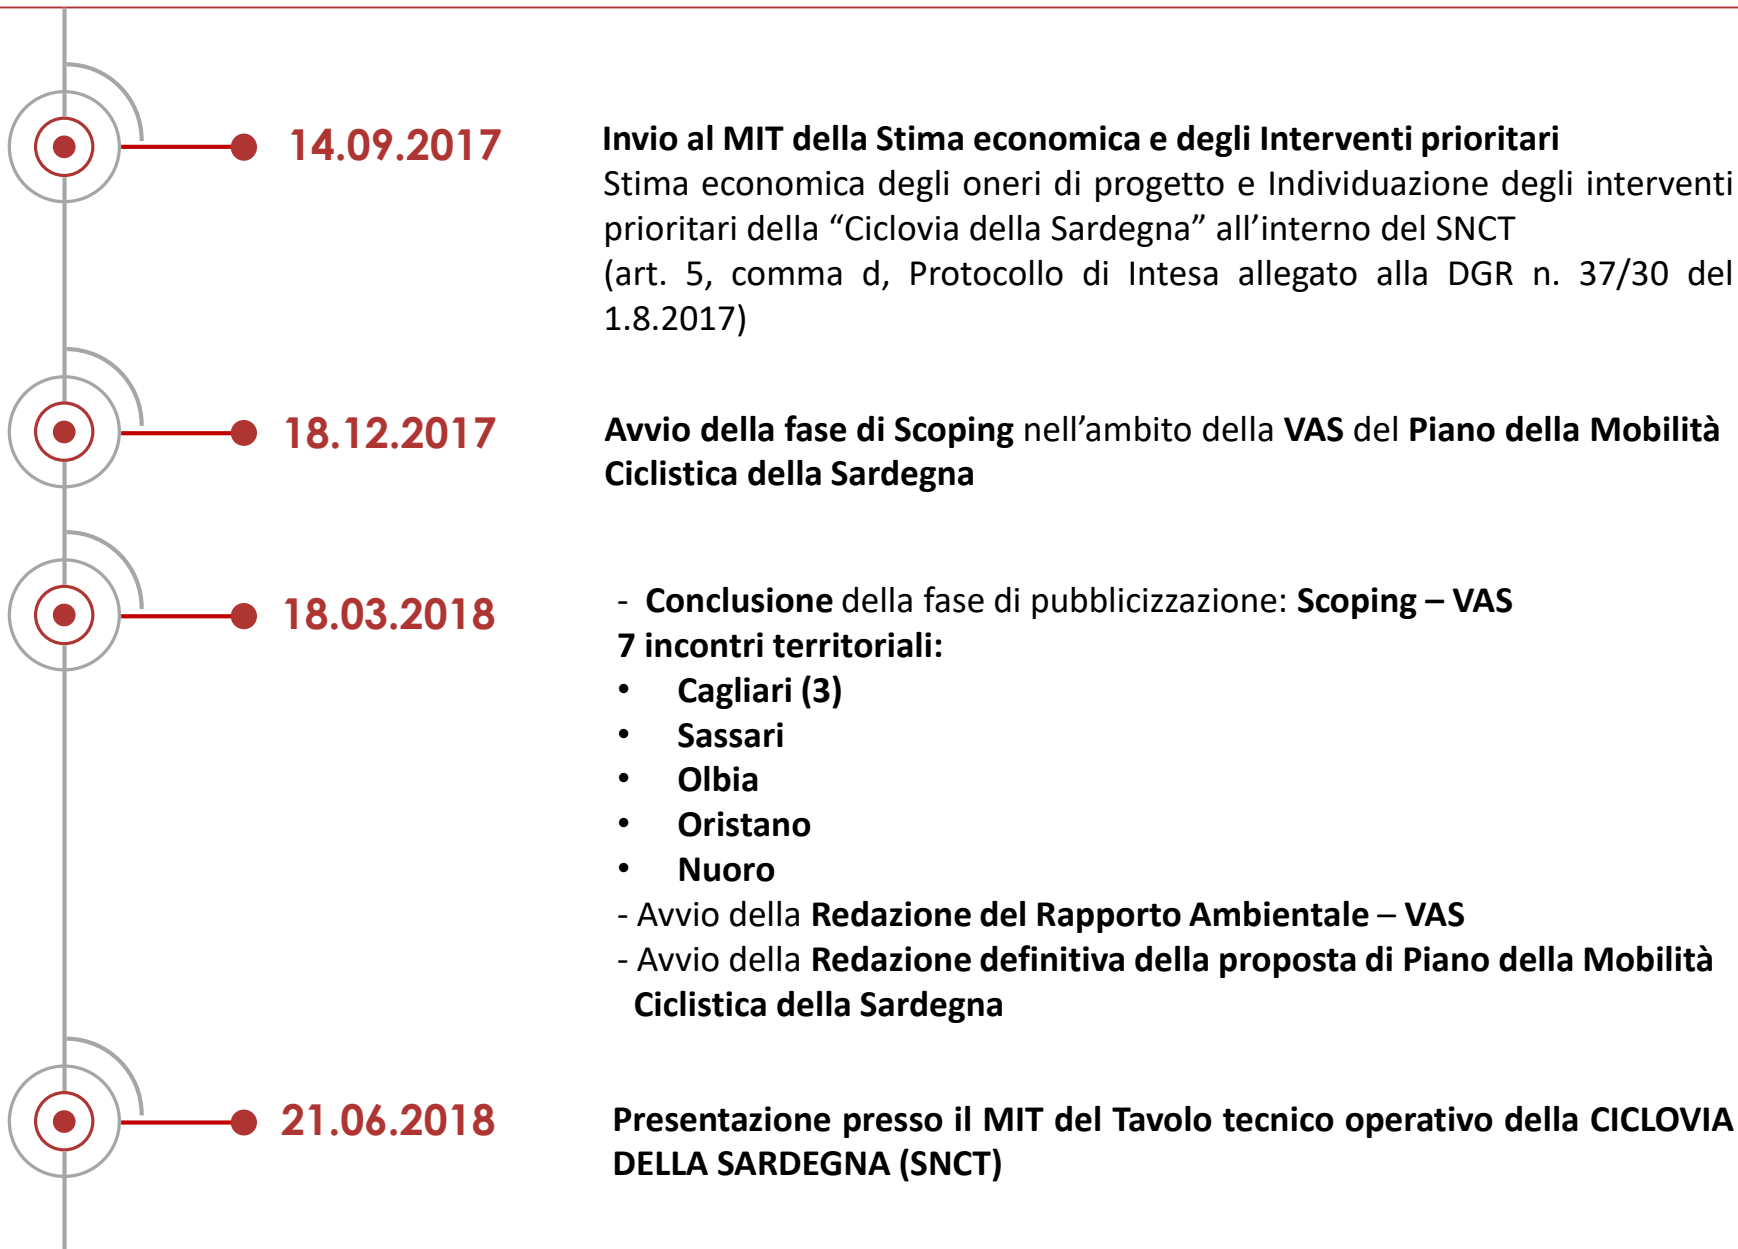 14.09.2017
Invio al MIT della Stima economica e degli Interventi prioritari
Stima economica degli oneri di progetto e Individuazione degli interventi
prioritari della “Ciclovia della Sardegna” all’interno del SNCT
(art. 5, comma d, Protocollo di Intesa allegato alla DGR n. 37/30 del
1.8.2017)
18.12.2017
Avvio della fase di Scoping nell’ambito della VAS del Piano della Mobilità
Ciclistica della Sardegna
18.03.2018
- Conclusione della fase di pubblicizzazione: Scoping – VAS
7 incontri territoriali:
• Cagliari (3)
• Sassari
• Olbia
• Oristano
• Nuoro
- Avvio della Redazione del Rapporto Ambientale – VAS
- Avvio della Redazione definitiva della proposta di Piano della Mobilità
Ciclistica della Sardegna
21.06.2018
Presentazione presso il MIT del Tavolo tecnico operativo della CICLOVIA
DELLA SARDEGNA (SNCT)